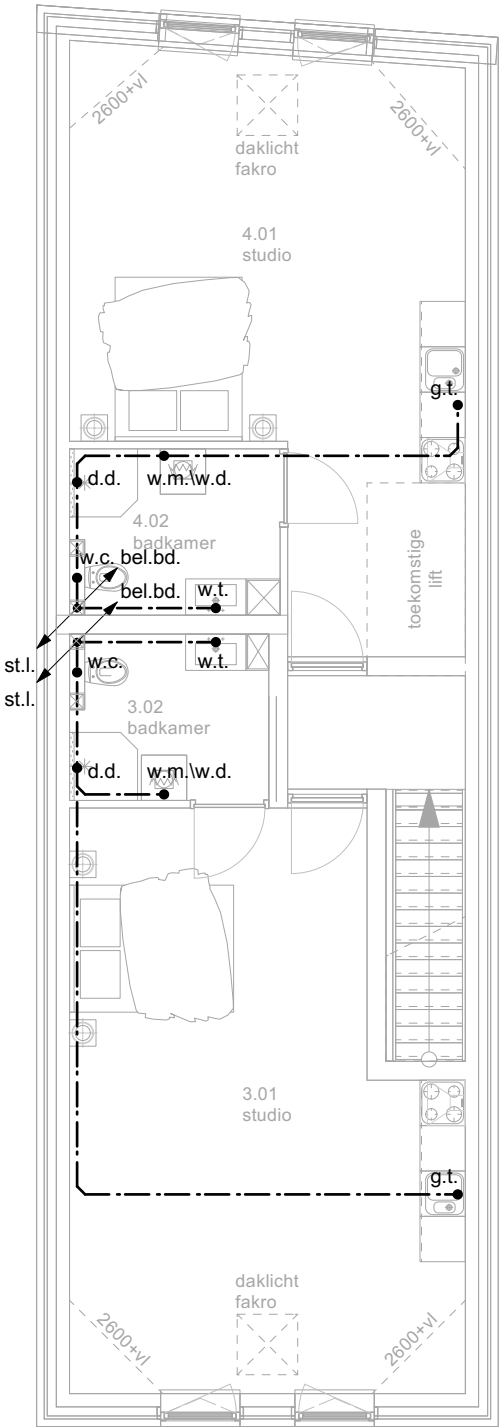 2600+vl
2600+vl
daklicht
fakro
4.01
studio
g.t.
d.d.
w.m.\w.d.
4.02
badkamer
w.c.
bel.bd.
bel.bd.
w.t.
toekomstige
lift
st.l.
st.l.
w.c.
w.t.
3.02
badkamer
d.d.
w.m.\w.d.
3.01
studio
g.t.
daklicht
fakro
2600+vl
2600+vl